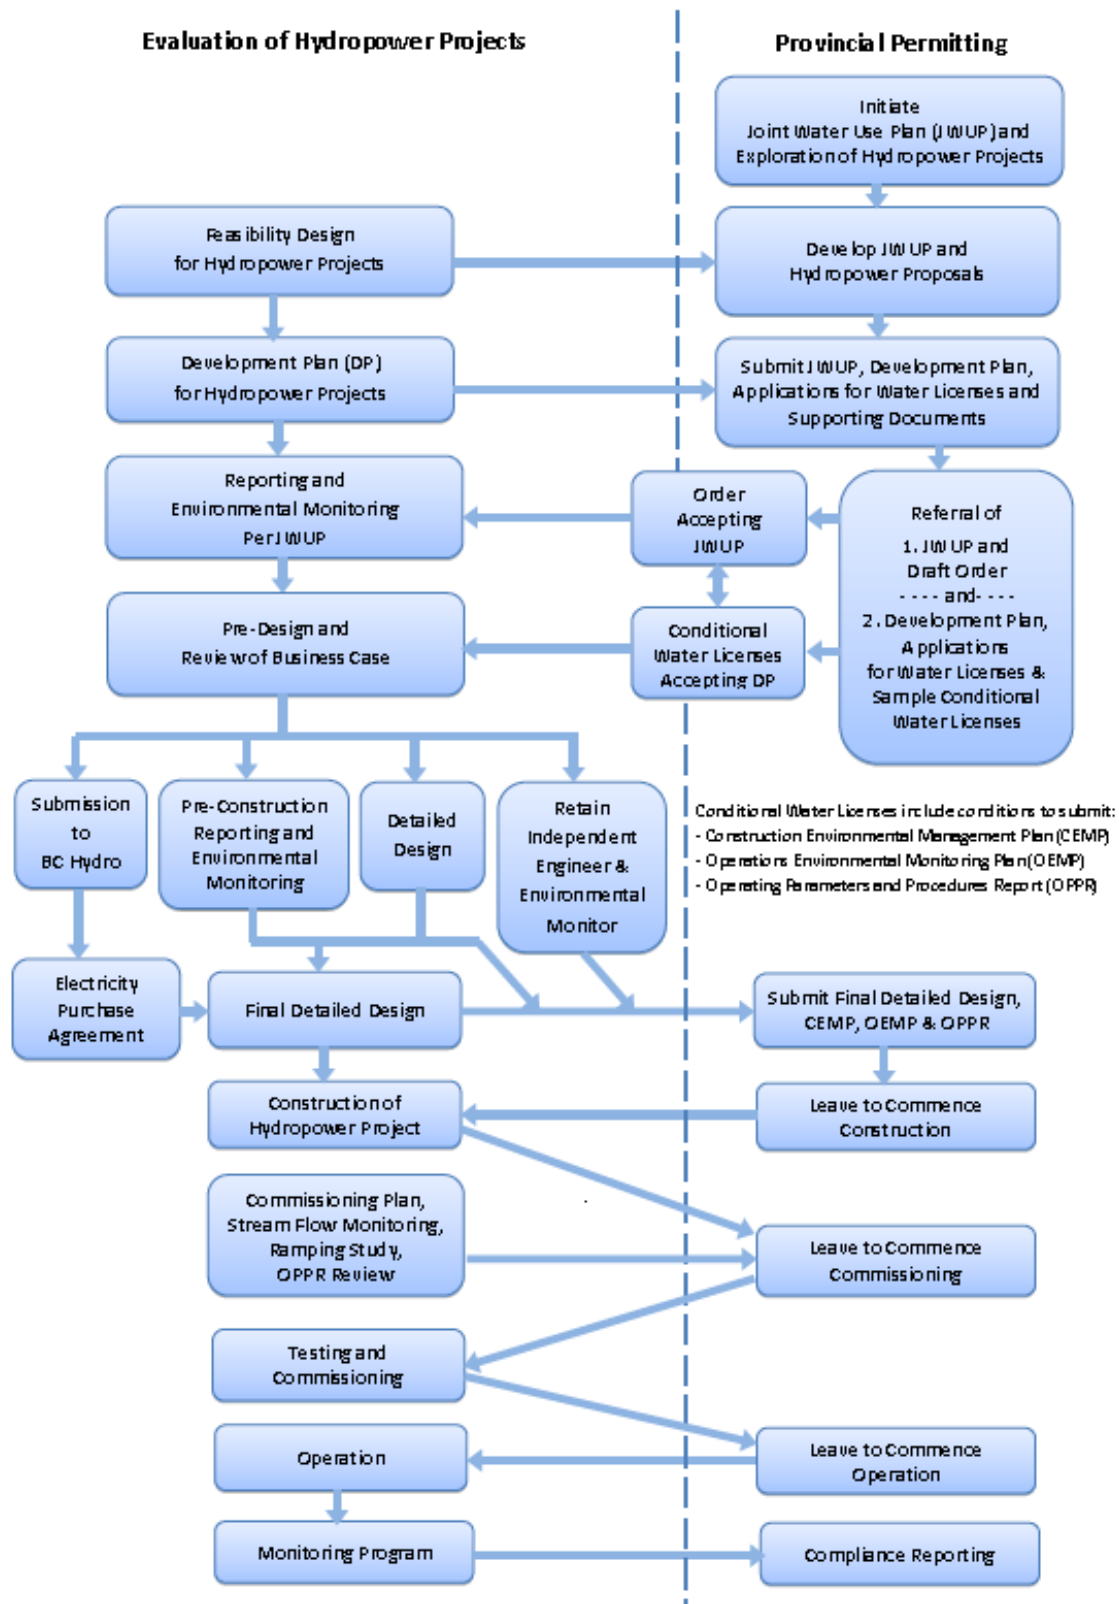 Evaluation of Hydropower Projects
Provincial Permitting
Initiate
Joint Water Use Plan (JWUP) and
Exploration of Hydropower Projects
Feasibility Design
for Hydropower Projects
Develop JWUP and
Hydropower Proposals
Development Plan (DP)
for Hydropower Projects
Submit JWUP, Development Plan,
Applications for Water Licenses and
Supporting Documents
Reporting and
Environmental Monitoring
Per JWUP
Order
Accepting
JWUP
Referral of
1. JWUP and
Draft Order
- - - - and- - - -
2. Development Plan,
Applications
for Water Licenses &
Sample Conditional
Water Licenses
Pre-Design and
Review of Business Case
Conditional
Water Licenses
Accepting DP
Submission
to
BC Hydro
Pre-Construction
Reporting and
Environmental
Monitoring
Detailed
Design
Retain
Independent
Engineer &
Environmental
Monitor
Conditional Water Licenses include conditions to submit:
- Construction Environmental Management Plan (CEMP)
- Operations Environmental Monitoring Plan (OEMP)
- Operating Parameters and Procedures Report (OPPR)
Electricity
Purchase
Agreement
Final Detailed Design
Submit Final Detailed Design,
CEMP, OEMP & OPPR
Construction of
Hydropower Project
Leave to Commence
Construction
Commissioning Plan,
Stream Flow Monitoring,
Ramping Study,
OPPR Review
Leave to Commence
Commissioning
Testing and
Commissioning
Operation
Leave to Commence
Operation
Monitoring Program
Compliance Reporting